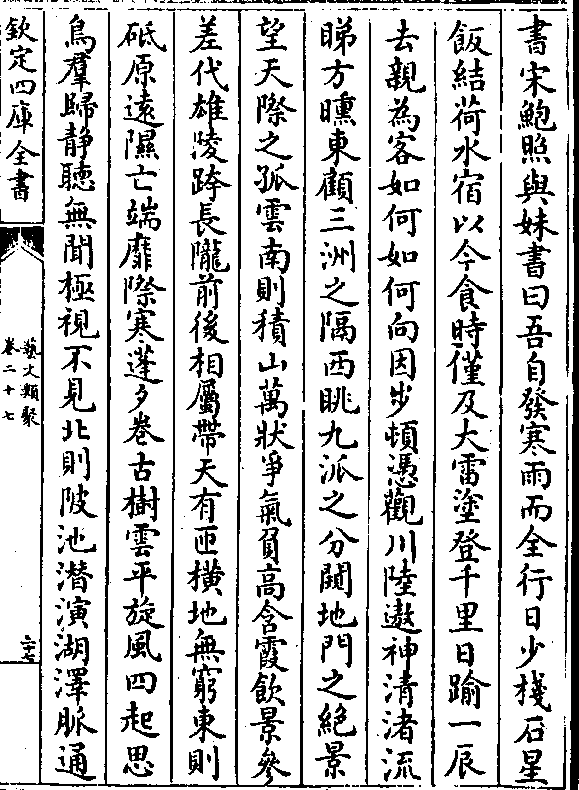 書宋鮑照與妹書曰吾自發寒雨而全行日少棧石星
飯結荷水宿以今食時僅及大雷塗登千里日踰一辰
去親為客如何如何向因步頓憑觀川陸遨神清渚流
睇方曛東顧三洲之隔西眺九派之分闚地門之絕景
望天際之孤雲南則積山萬狀爭氣負高含霞飲景參
差代雄淩跨長隴前後相屬帶天有匝橫地無窮東則
砥原遠隰亡端靡際寒蓬夕卷古樹雲平旋風四起思
鳥羣歸静聽無聞極視不見北則陂池潛演湖澤脈通
欽定四庫全書
藝文類聚
卷二十七
三七